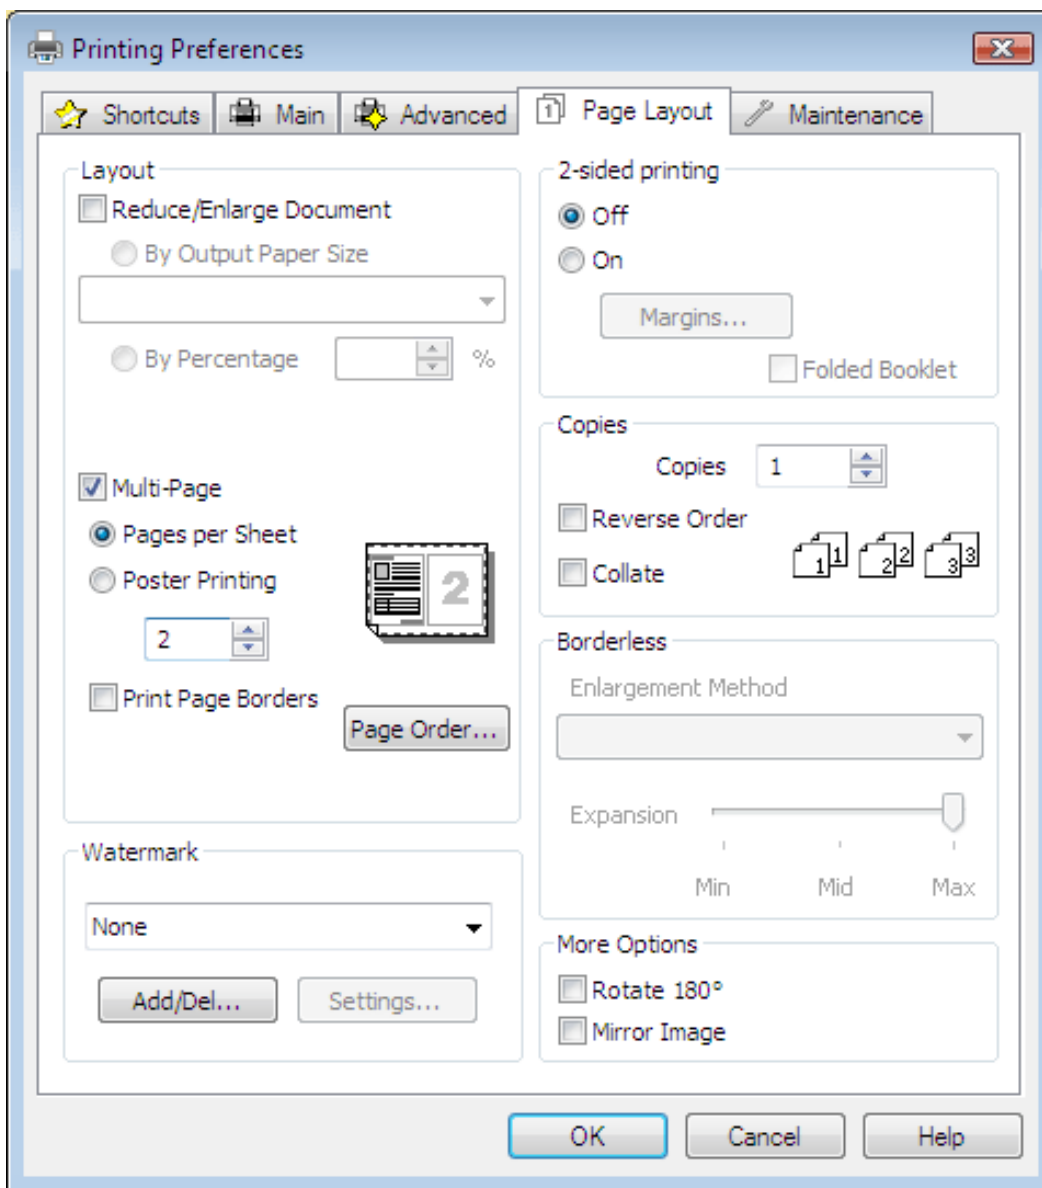 Printing Preferences
Shortcuts
Main
Advanced
1
Page Layout
Maintenance
Layout
Reduce/Enlarge Document
By Output Paper Size
By Percentage %
Multi-Page
Pages per Sheet
Poster Printing
2
2
Print Page Borders
Page Order...
Watermark
None
Add/Del... Settings...
2-sided printing
Off
On
Margins...
Folded Booklet
Copies
Copies 1
Reverse Order
Collate
1 1 2 2 3 3
Borderless
Enlargement Method
Expansion
Min Mid Max
More Options
Rotate 180°
Mirror Image
OK Cancel Help